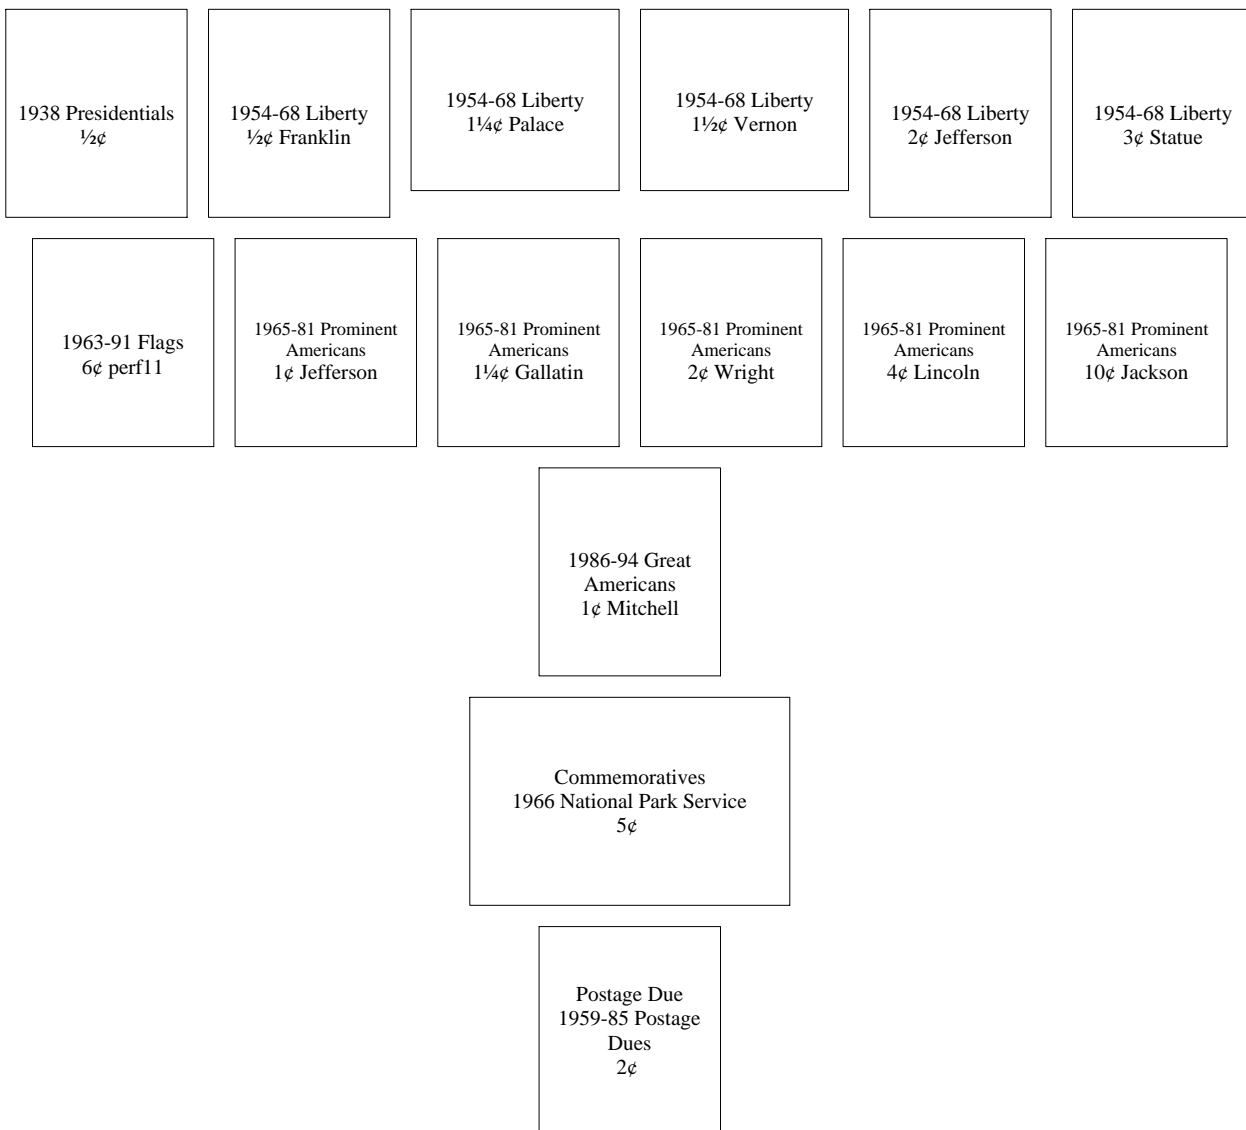 1938 Presidentials
½¢
1954-68 Liberty
½¢ Franklin
1954-68 Liberty
1¼¢ Palace
1954-68 Liberty
1½¢ Vernon
1954-68 Liberty
2¢ Jefferson
1954-68 Liberty
3¢ Statue
1963-91 Flags
6¢ perf11
1965-81 Prominent
Americans
1¢ Jefferson
1965-81 Prominent
Americans
1¼¢ Gallatin
1965-81 Prominent
Americans
2¢ Wright
1965-81 Prominent
Americans
4¢ Lincoln
1965-81 Prominent
Americans
10¢ Jackson
1986-94 Great
Americans
1¢ Mitchell
Commemoratives
1966 National Park Service
5¢
Postage Due
1959-85 Postage
Dues
2¢